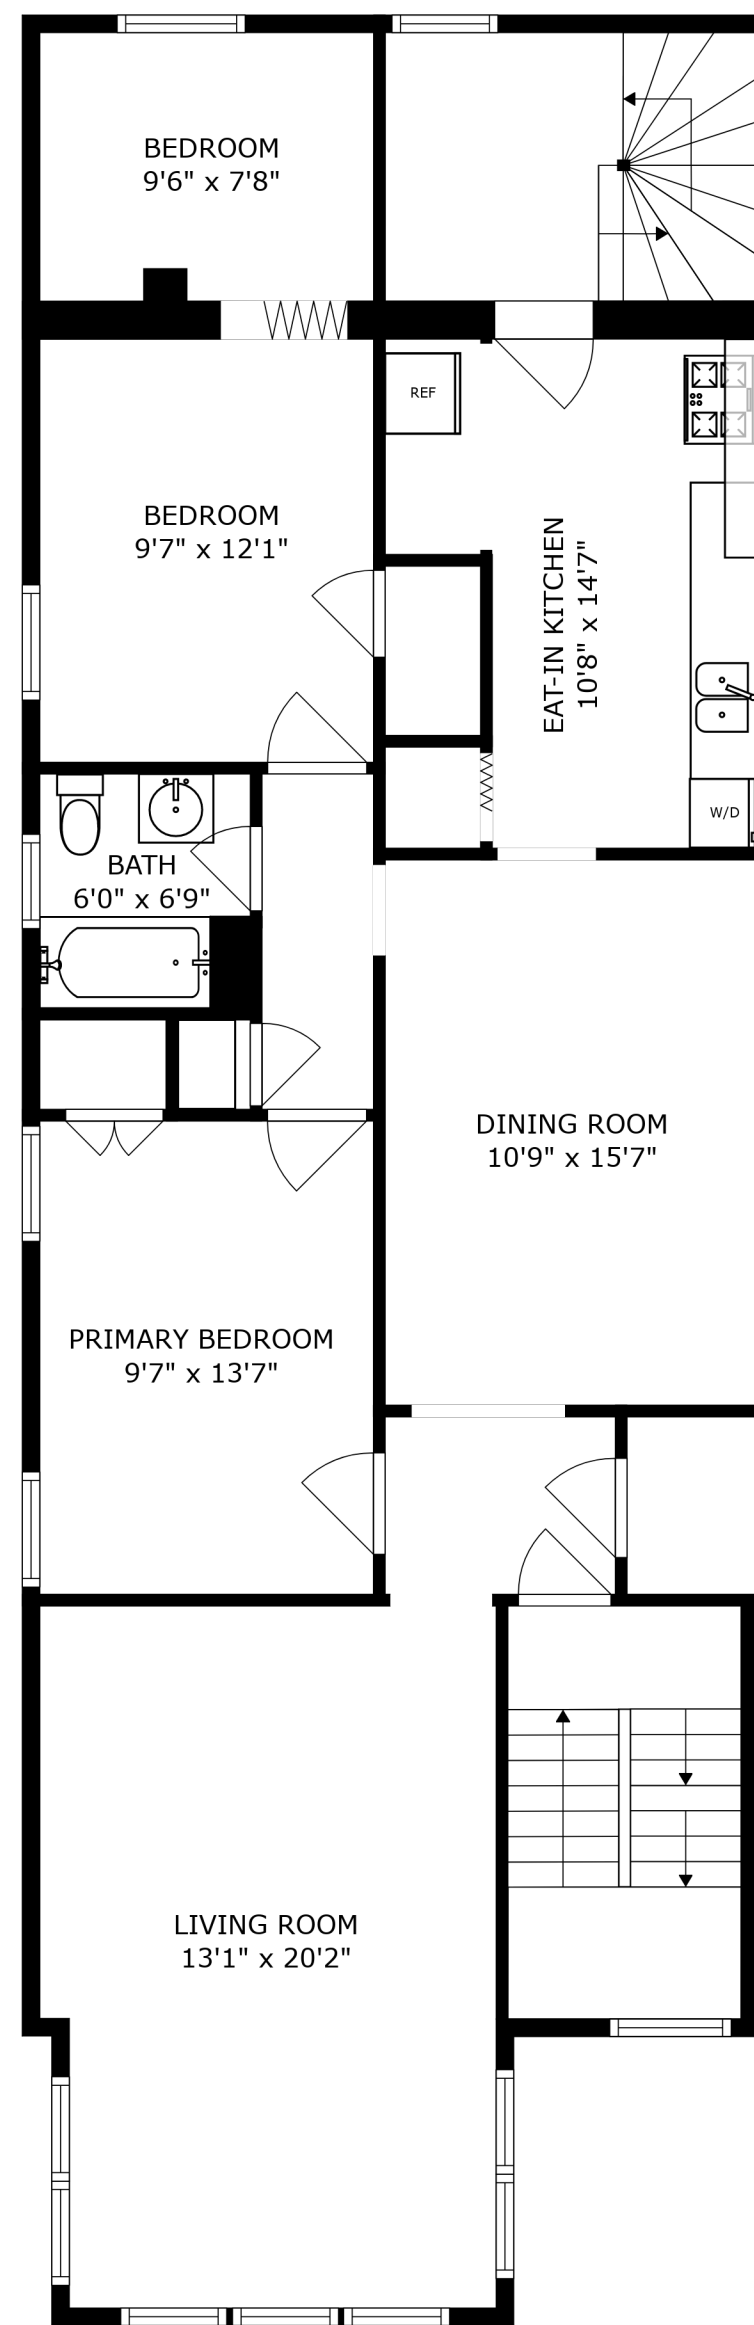 BEDROOM
9'6" x 7'8"
REF
BEDROOM
9'7" x 12'1"
EAT-IN KITCHEN
10'8" x 14'7"
W/D
BATH
6'0" x 6'9"
DINING ROOM
10'9" x 15'7"
PRIMARY BEDROOM
9'7" x 13'7"
LIVING ROOM
13'1" x 20'2"